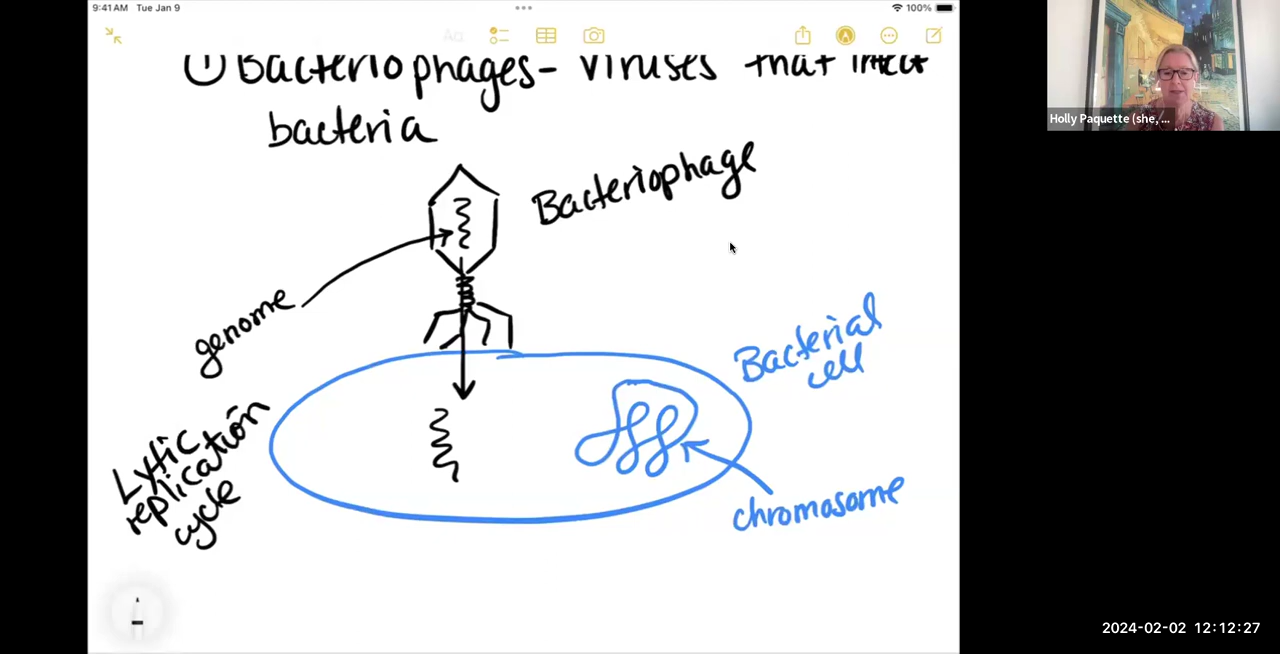 9:41 AM Tue Jan 9
100%
Aa
① Bacteriophages - viruses that infect
bacteria
Bacteriophage
genome
Bacterial
cell
Lytic
replication
cycle
chromosome
Holly Paquette (she, ...
2024-02-02 12:12:27